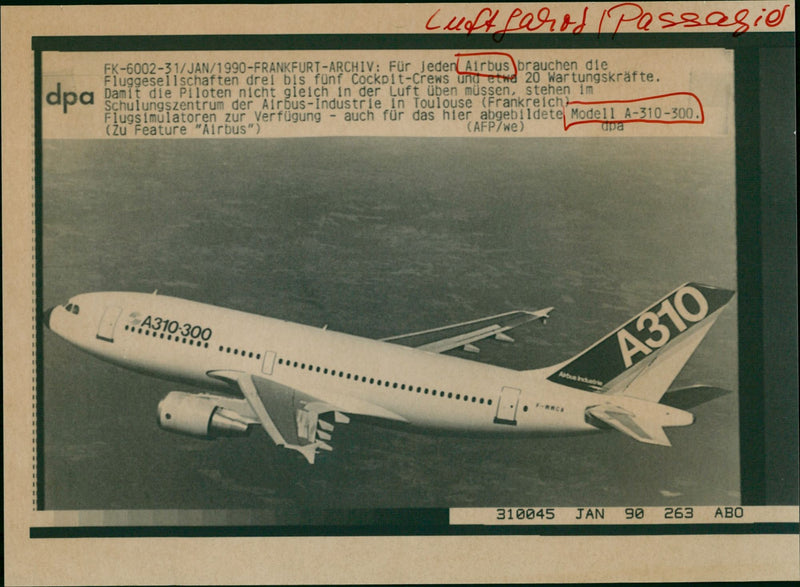 Luftfahrt / Passagier
FK-6002-31/JAN/1990-FRANKFURT-ARCHIV: Für jeden Airbus brauchen die
Fluggesellschaften drei bis fünf Cockpit-Crews und etwa 20 Wartungskräfte.
dpa
Damit die Piloten nicht gleich in der Luft üben müssen, stehen im
Schulungszentrum der Airbus-Industrie in Toulouse (Frankreich)
Flugsimulatoren zur Verfügung - auch für das hier abgebildete Modell A-310-300.
(Zu Feature "Airbus") (AFP/we) dpa
A310-300
A310
Airbus Industrie
F-WWCA
310045 JAN 90 263 ABO